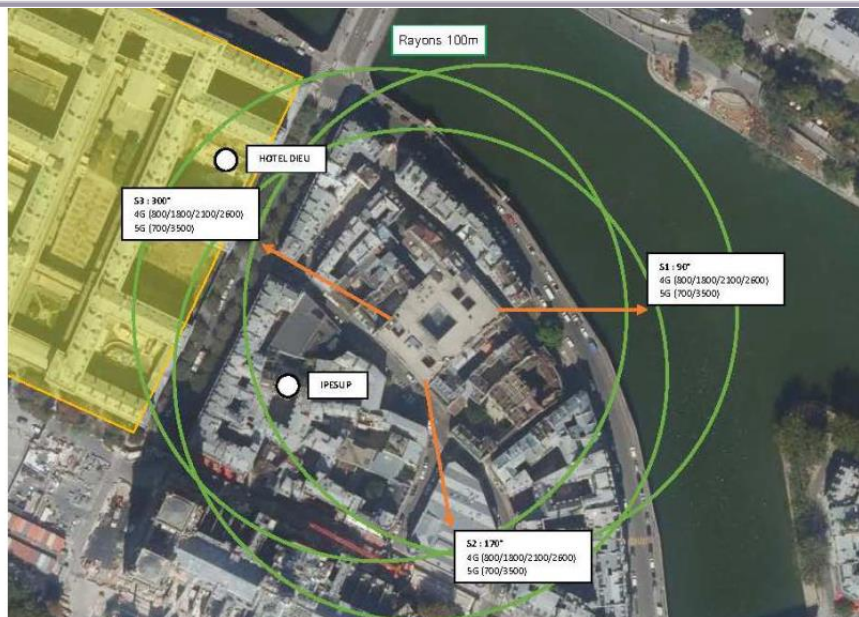 Rayons 100m
HOTEL DIEU
S3 : 300°
4G (800/1800/2100/2600)
5G (700/3500)
S1 : 90°
4G (800/1800/2100/2600)
5G (700/3500)
IPESUP
S2 : 170°
4G (800/1800/2100/2600)
5G (700/3500)